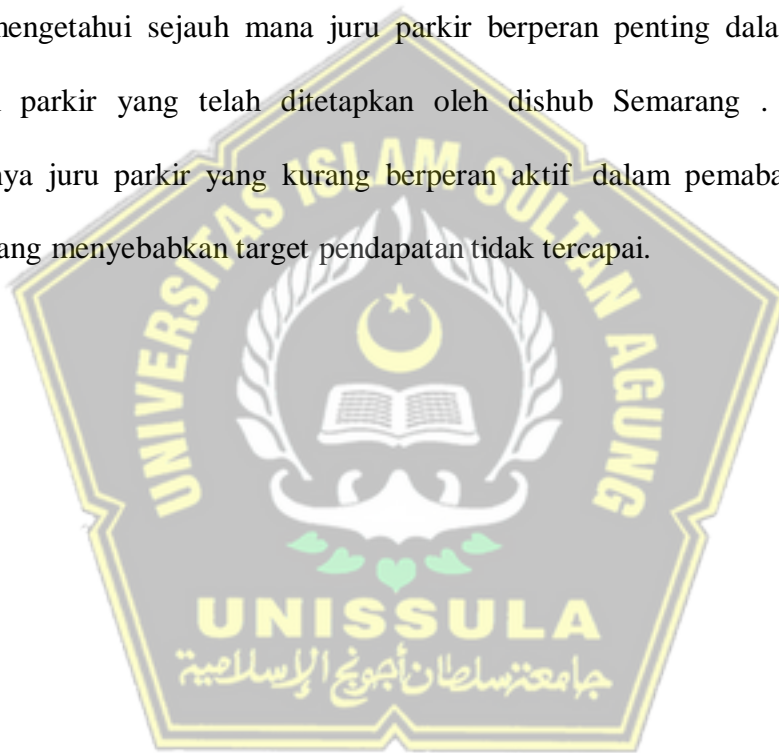 mengetahui sejauh mana juru parkir berperan penting dala
parkir yang telah ditetapkan oleh dishub Semarang .
nya juru parkir yang kurang berperan aktif dalam pemaba
ang menyebabkan target pendapatan tidak tercapai.
UNIVERSITAS ISLAM SULTAN AGUNG
UNISSULA
جامعة سلطان أجونج الإسلامية